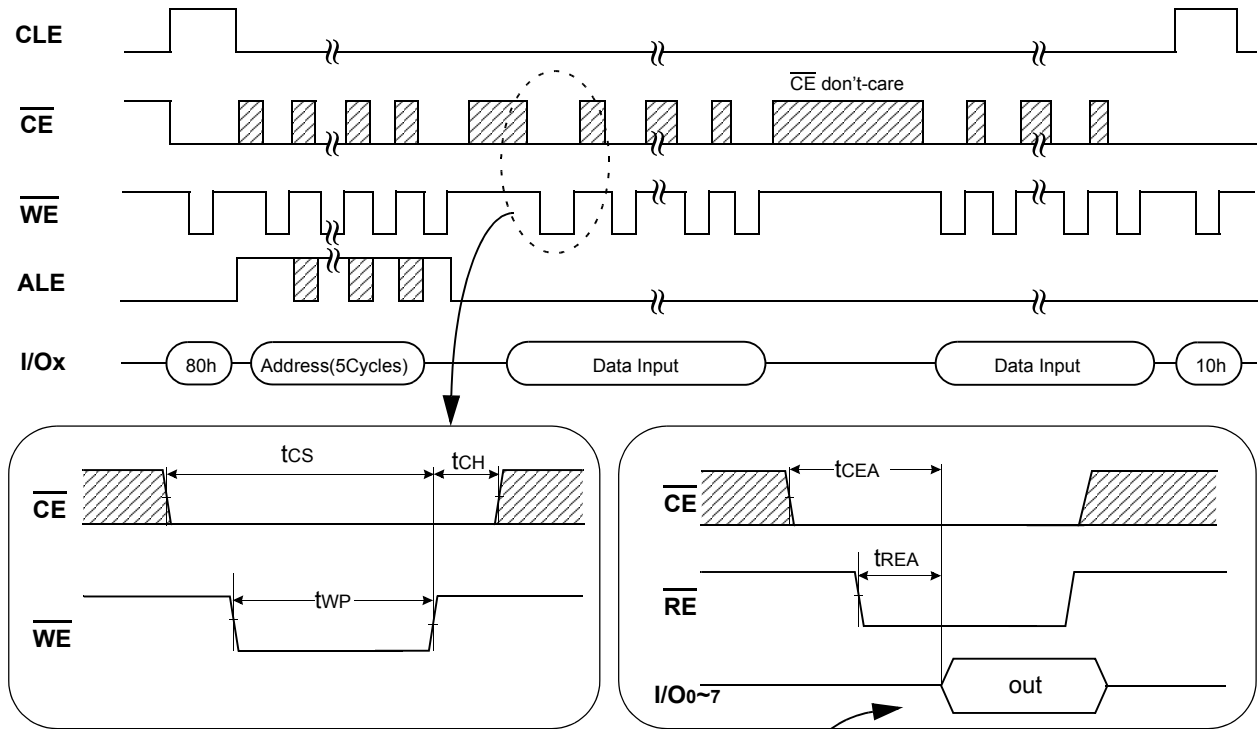 CLE
CE don't-care
CE
WE
ALE
I/Ox
80h
Address(5Cycles)
Data Input
Data Input
10h
tCS
tCH
CE
tWP
WE
tCEA
CE
tREA
RE
I/O0~7
out